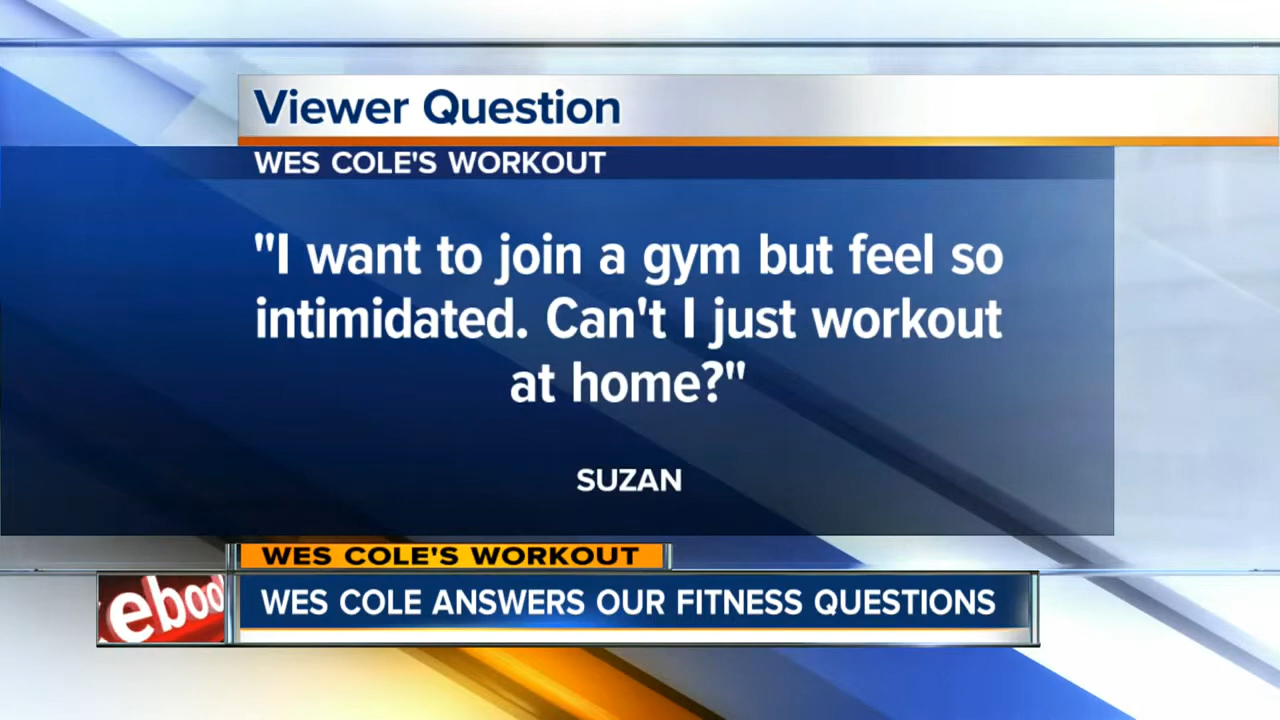 Viewer Question
WES COLE'S WORKOUT
"I want to join a gym but feel so
intimidated. Can't I just workout
at home?"
SUZAN
WES COLE'S WORKOUT
WES COLE ANSWERS OUR FITNESS QUESTIONS